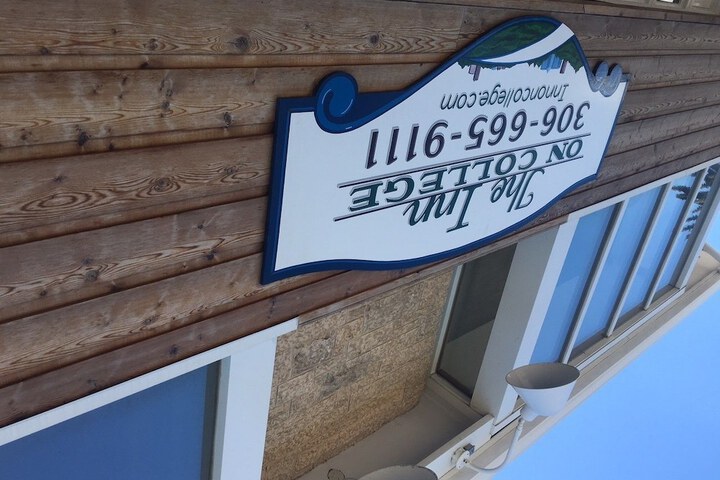 The Inn
ON COLLEGE
306-665-9111
Innoncollege.com